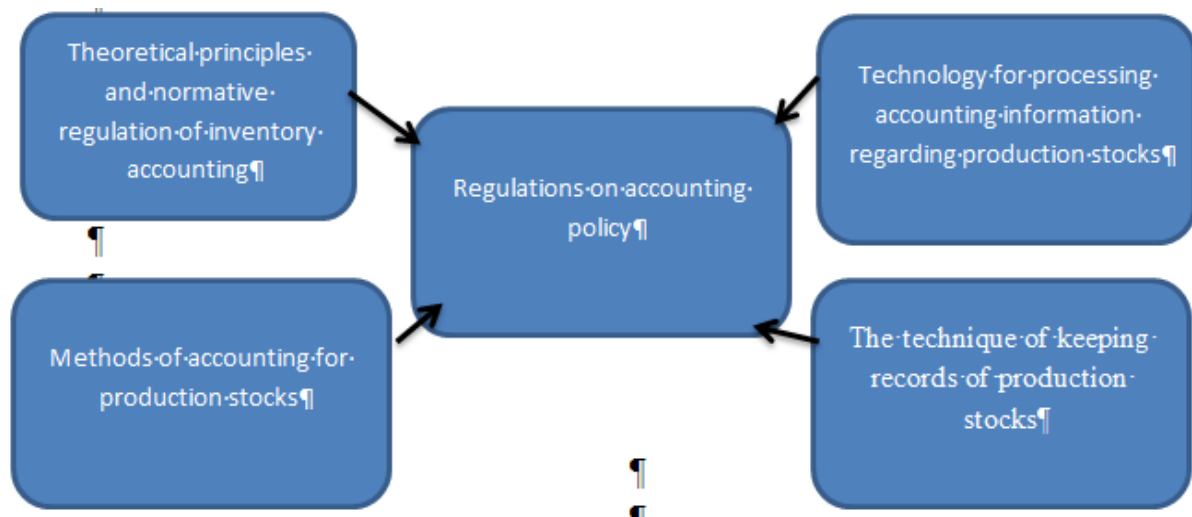 Theoretical·principles·
and·normative·
regulation·of·inventory·
accounting¶
Technology·for·processing·
accounting·information·
regarding·production·stocks¶
Regulations·on·accounting·
policy¶
¶
Methods·of·accounting·for·
production·stocks¶
The·technique·of·keeping·
records·of·production·
stocks¶
¶
¶